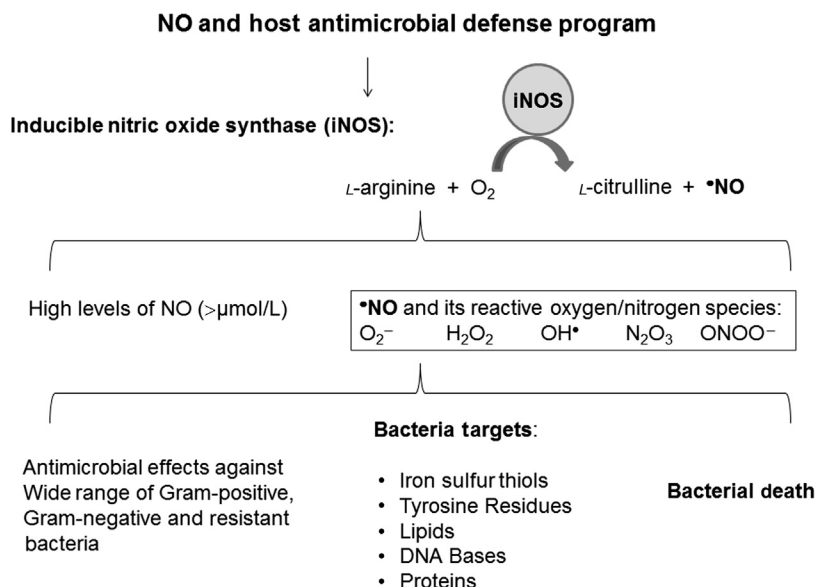 NO and host antimicrobial defense program
iNOS
Inducible nitric oxide synthase (iNOS):
L-arginine + O₂
L-citrulline + •NO
High levels of NO (>µmol/L)
•NO and its reactive oxygen/nitrogen species:
O₂⁻ H₂O₂ OH• N₂O₃ ONOO⁻
Antimicrobial effects against
Wide range of Gram-positive,
Gram-negative and resistant
bacteria
Bacteria targets:
• Iron sulfur thiols
• Tyrosine Residues
• Lipids
• DNA Bases
• Proteins
Bacterial death